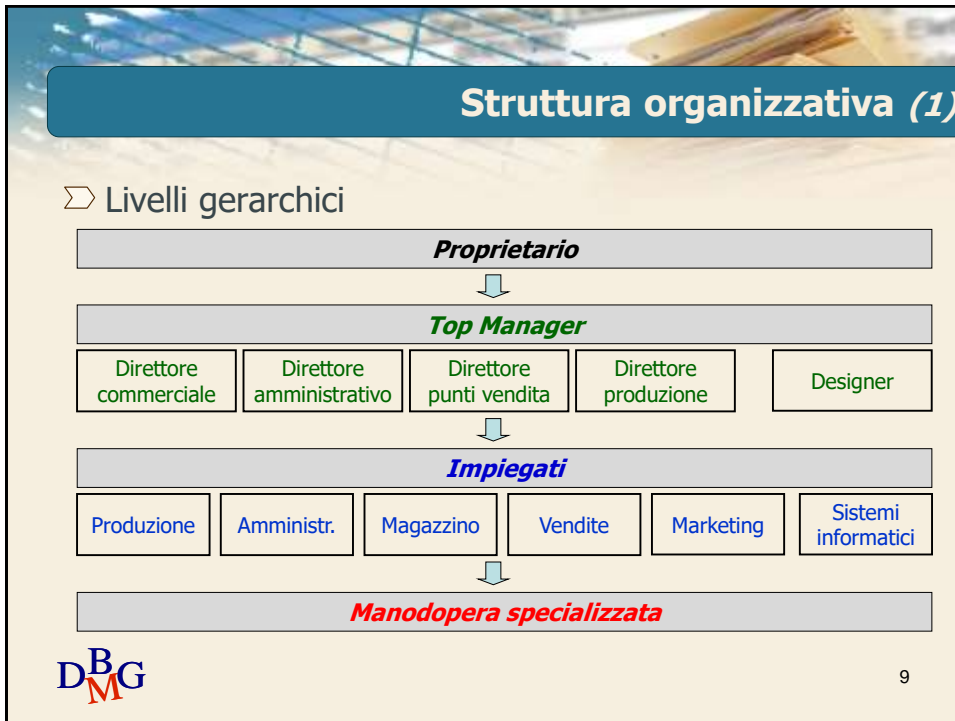 Struttura organizzativa (1)
Livelli gerarchici
Proprietario
Top Manager
Direttore commerciale
Direttore amministrativo
Direttore punti vendita
Direttore produzione
Designer
Impiegati
Produzione
Amministr.
Magazzino
Vendite
Marketing
Sistemi informatici
Manodopera specializzata
DBMG
9